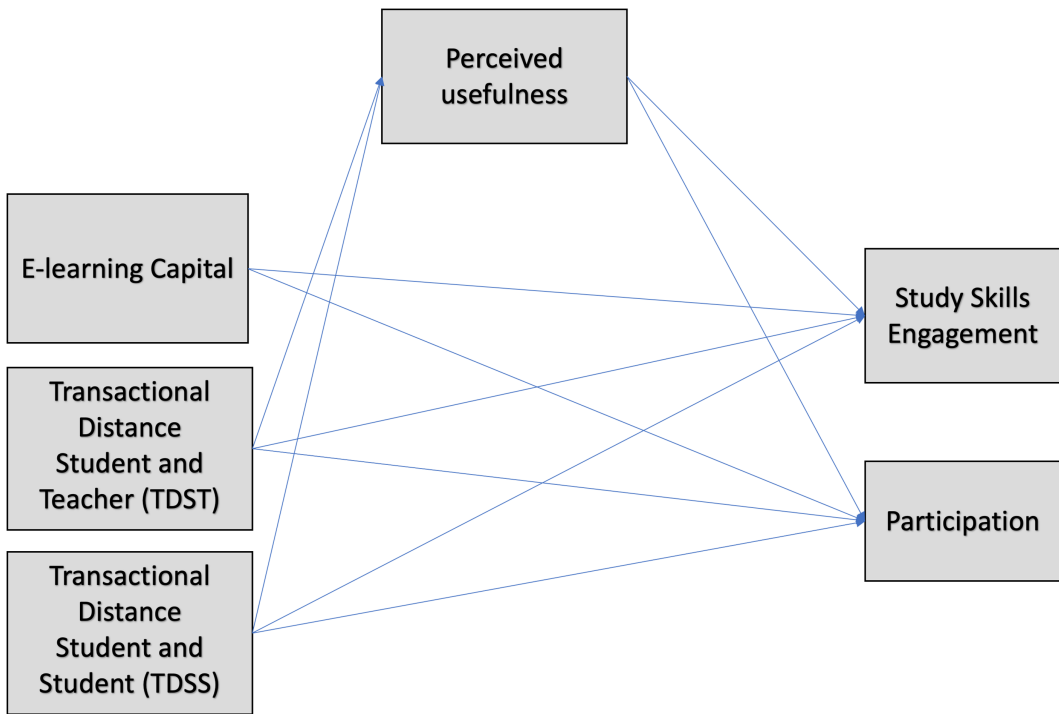 Perceived
usefulness
E-learning Capital
Study Skills
Engagement
Transactional
Distance
Student and
Teacher (TDST)
Participation
Transactional
Distance
Student and
Student (TDSS)